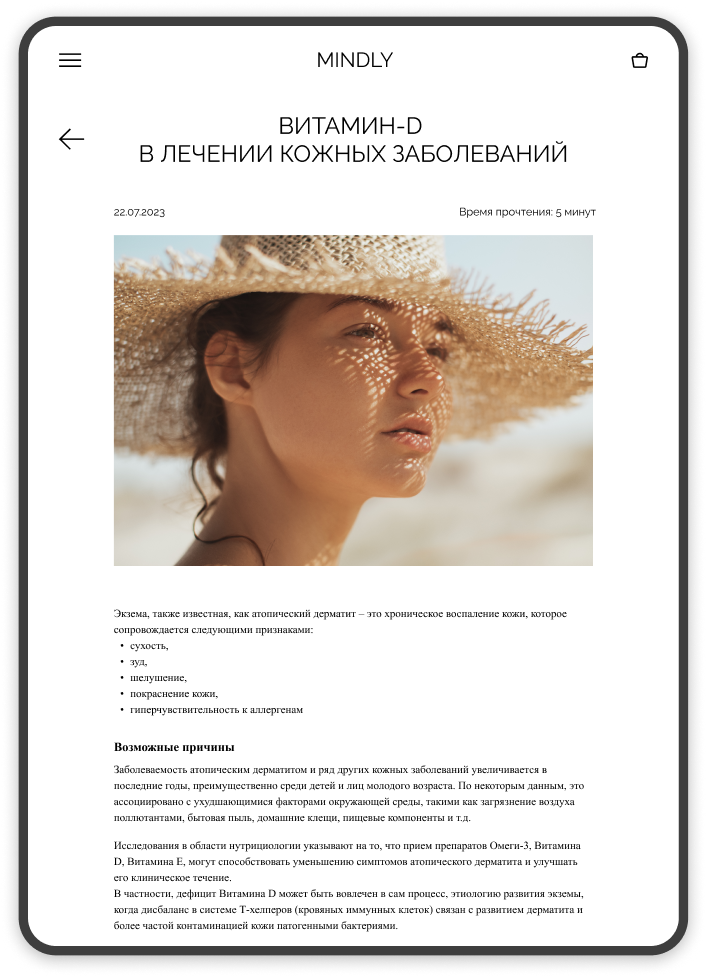 MINDLY
ВИТАМИН-D
В ЛЕЧЕНИИ КОЖНЫХ ЗАБОЛЕВАНИЙ
22.07.2023
Время прочтения: 5 минут
Экзема, также известная, как атопический дерматит – это хроническое воспаление кожи, которое
сопровождается следующими признаками:
• сухость,
• зуд,
• шелушение,
• покраснение кожи,
• гиперчувствительность к аллергенам
Возможные причины
Заболеваемость атопическим дерматитом и ряд других кожных заболеваний увеличивается в
последние годы, преимущественно среди детей и лиц молодого возраста. По некоторым данным, это
ассоциировано с ухудшающимися факторами окружающей среды, такими как загрязнение воздуха
поллютантами, бытовая пыль, домашние клещи, пищевые компоненты и т.д.
Исследования в области нутрициологии указывают на то, что прием препаратов Омеги-3, Витамина
D, Витамина Е, могут способствовать уменьшению симптомов атопического дерматита и улучшать
его клиническое течение.
В частности, дефицит Витамина D может быть вовлечен в сам процесс, этиологию развития экземы,
когда дисбаланс в системе Т-хелперов (кровяных иммунных клеток) связан с развитием дерматита и
более частой контаминацией кожи патогенными бактериями.